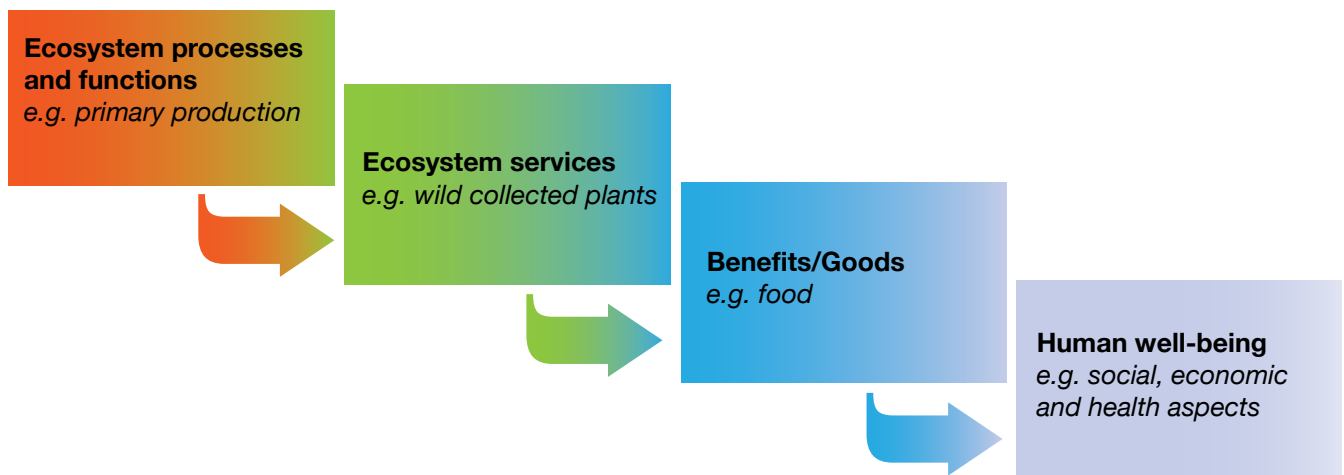 Ecosystem processes
and functions
e.g. primary production
Ecosystem services
e.g. wild collected plants
Benefits/Goods
e.g. food
Human well-being
e.g. social, economic
and health aspects